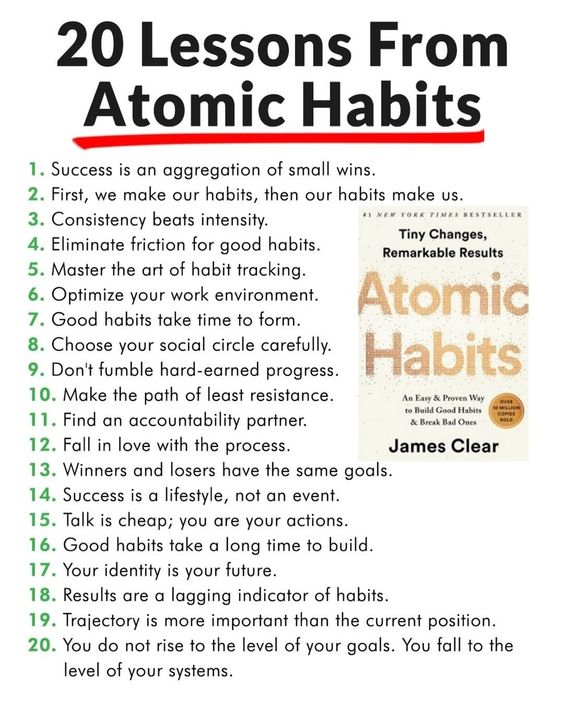 20 Lessons From
Atomic Habits
1. Success is an aggregation of small wins.
2. First, we make our habits, then our habits make us.
3. Consistency beats intensity.
4. Eliminate friction for good habits.
5. Master the art of habit tracking.
6. Optimize your work environment.
7. Good habits take time to form.
8. Choose your social circle carefully.
9. Don't fumble hard-earned progress.
10. Make the path of least resistance.
11. Find an accountability partner.
12. Fall in love with the process.
13. Winners and losers have the same goals.
14. Success is a lifestyle, not an event.
15. Talk is cheap; you are your actions.
16. Good habits take a long time to build.
17. Your identity is your future.
18. Results are a lagging indicator of habits.
19. Trajectory is more important than the current position.
20. You do not rise to the level of your goals. You fall to the
level of your systems.
#1 NEW YORK TIMES BESTSELLER
Tiny Changes,
Remarkable Results
Atomic
Habits
An Easy & Proven Way
to Build Good Habits
& Break Bad Ones
OVER
10 MILLION
COPIES
SOLD
James Clear